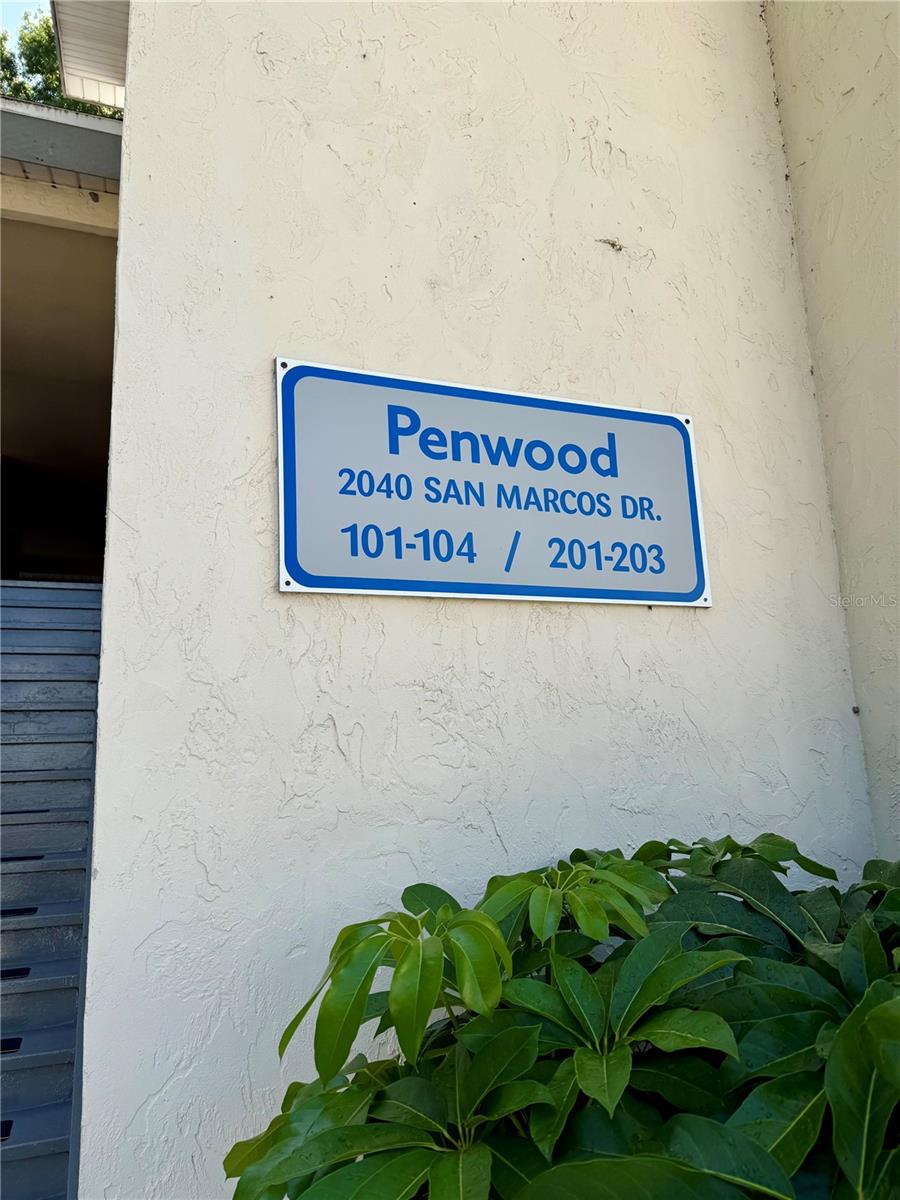 Penwood
2040 SAN MARCOS DR.
101-104 / 201-203
StellarMLS